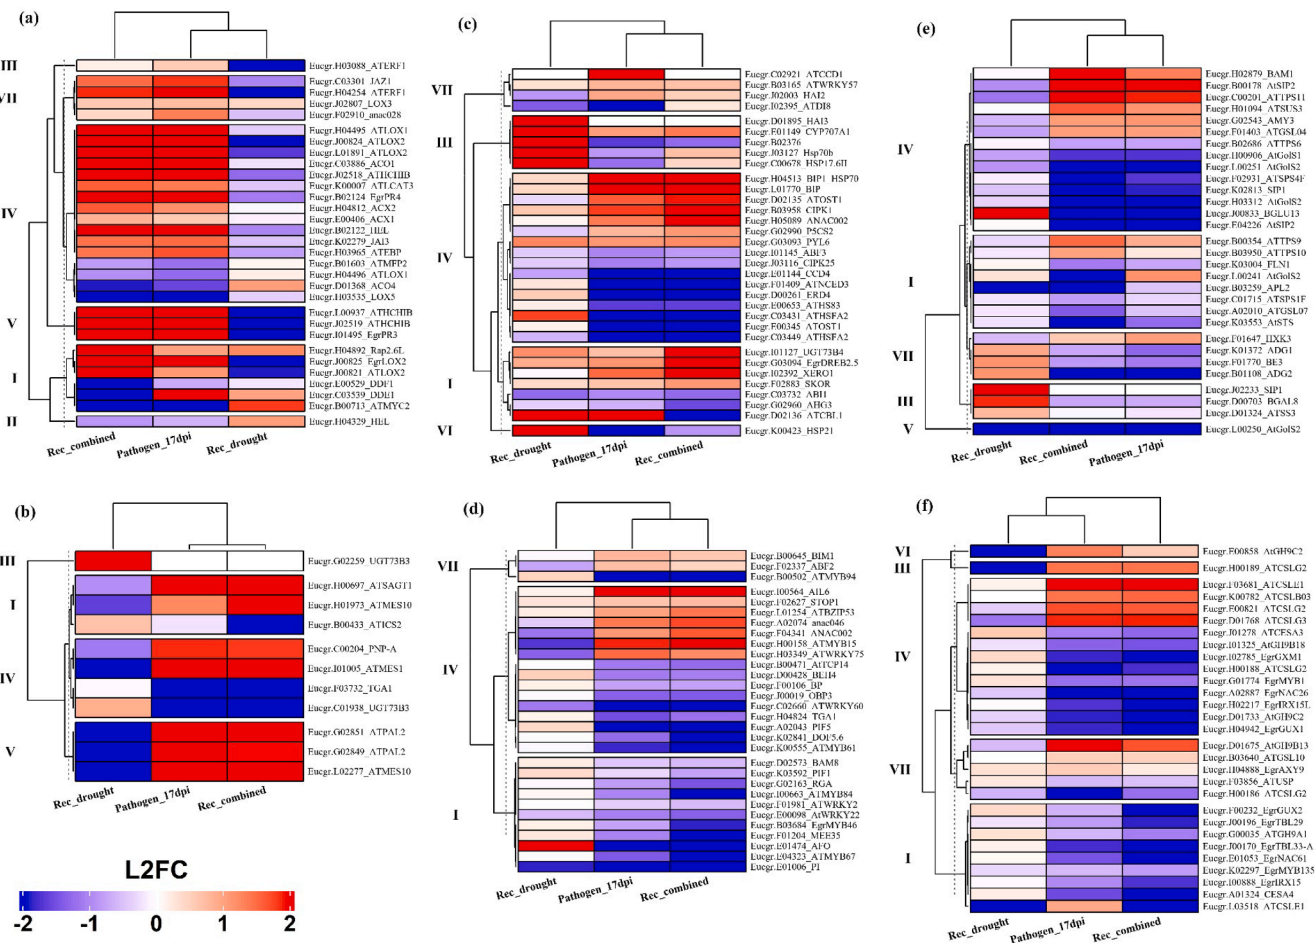 (a)
III
Eucgr.H03088_ATERF1
VII
Eucgr.C03301_JAZ1
Eucgr.H04254_ATERF1
Eucgr.J02807_LOX3
Eucgr.F02910_anac028
IV
Eucgr.H04495_ATLOX1
Eucgr.J00824_ATLOX2
Eucgr.L01891_ATLOX2
Eucgr.C03886_ACO1
Eucgr.J02518_ATHCHIB
Eucgr.K00007_ATLCAT3
Eucgr.B02124_EgrPR4
Eucgr.H04812_ACX2
Eucgr.E00406_ACX1
Eucgr.B02122_HEL
Eucgr.K02279_JAI3
Eucgr.H03965_ATEBP
Eucgr.B01603_ATMFP2
Eucgr.H04496_ATLOX1
Eucgr.D01368_ACO4
Eucgr.H03535_LOX5
V
Eucgr.L00937_ATHCHIB
Eucgr.J02519_ATHCHIB
Eucgr.I01495_EgrPR3
I
Eucgr.H04892_Rap2.6L
Eucgr.J00825_EgrLOX2
Eucgr.J00821_ATLOX2
Eucgr.E00529_DDF1
Eucgr.C03539_DDE1
Eucgr.B00713_ATMYC2
II
Eucgr.H04329_HEL
Rec_combined
Pathogen_17dpi
Rec_drought
(b)
III
Eucgr.G02259_UGT73B3
I
Eucgr.H00697_ATSAGT1
Eucgr.H01973_ATMES10
Eucgr.B00433_ATICS2
IV
Eucgr.C00204_PNP-A
Eucgr.I01005_ATMES1
Eucgr.F03732_TGA1
Eucgr.C01938_UGT73B3
V
Eucgr.G02851_ATPAL2
Eucgr.G02849_ATPAL2
Eucgr.L02277_ATMES10
Rec_drought
Pathogen_17dpi
Rec_combined
L2FC
-2 -1 0 1 2
(c)
VII
Eucgr.C02921_ATCCD1
Eucgr.B03165_ATWRKY57
Eucgr.J02003_HAI2
Eucgr.I02395_ATDI8
III
Eucgr.D01895_HAI3
Eucgr.E01149_CYP707A1
Eucgr.B02376
Eucgr.J03127_Hsp70b
Eucgr.C00678_HSP17.6II
IV
Eucgr.H04513_BIP1_HSP70
Eucgr.L01770_BIP
Eucgr.D02135_ATOST1
Eucgr.B03958_CIPK1
Eucgr.H05089_ANAC002
Eucgr.G02990_P5CS2
Eucgr.G03093_PYL6
Eucgr.I01145_ABF3
Eucgr.J03116_CIPK25
Eucgr.E01144_CCD4
Eucgr.F01409_ATNCED3
Eucgr.D00261_ERD4
Eucgr.E00653_ATHS83
Eucgr.C03431_ATHSFA2
Eucgr.F00345_ATOST1
Eucgr.C03449_ATHSFA2
I
Eucgr.I01127_UGT73B4
Eucgr.G03094_EgrDREB2.5
Eucgr.I02392_XERO1
Eucgr.F02883_SKOR
Eucgr.C03732_ABI1
Eucgr.G02960_AHG3
Eucgr.D02136_ATCBL1
VI
Eucgr.K00423_HSP21
Rec_drought
Pathogen_17dpi
Rec_combined
(d)
VII
Eucgr.B00645_BIM1
Eucgr.F02337_ABF2
Eucgr.B00502_ATMYB94
IV
Eucgr.I00564_AIL6
Eucgr.F02627_STOP1
Eucgr.L01254_ATBZIP53
Eucgr.A02074_anac046
Eucgr.F04341_ANAC002
Eucgr.H00158_ATMYB15
Eucgr.H03349_ATWRKY75
Eucgr.B00471_AtTCP14
Eucgr.D00428_BEH4
Eucgr.F00106_BP
Eucgr.J00019_OBP3
Eucgr.C02660_ATWRKY60
Eucgr.H04824_TGA1
Eucgr.A02043_PIF5
Eucgr.K02841_DOF5.6
Eucgr.K00555_ATMYB61
I
Eucgr.D02573_BAM8
Eucgr.K03592_PIF1
Eucgr.G02163_RGA
Eucgr.I00663_ATMYB84
Eucgr.F01981_ATWRKY2
Eucgr.E00098_AtWRKY22
Eucgr.B03684_EgrMYB46
Eucgr.F01204_MEE35
Eucgr.E01474_AFO
Eucgr.E04323_ATMYB67
Eucgr.E01006_PI
Rec_drought
Pathogen_17dpi
Rec_combined
(e)
IV
Eucgr.H02879_BAM1
Eucgr.B00178_AtSIP2
Eucgr.C00201_ATTPS11
Eucgr.H01094_ATSUS3
Eucgr.G02543_AMY3
Eucgr.F01403_ATGSL04
Eucgr.B02686_ATTPS6
Eucgr.H00906_AtGolS1
Eucgr.L00251_AtGolS2
Eucgr.F02931_ATSPS4F
Eucgr.K02813_SIP1
Eucgr.H03312_AtGolS2
Eucgr.J00833_BGLU13
Eucgr.E04226_AtSIP2
I
Eucgr.B00354_ATTPS9
Eucgr.B03950_ATTPS10
Eucgr.K03004_FLN1
Eucgr.L00241_AtGolS2
Eucgr.B03259_APL2
Eucgr.C01715_ATSPS1F
Eucgr.A02010_ATGSL07
Eucgr.K03553_AtSTS
VII
Eucgr.F01647_HXK3
Eucgr.K01372_ADG1
Eucgr.F01770_BE3
Eucgr.B01108_ADG2
III
Eucgr.J02233_SIP1
Eucgr.D00703_BGAL8
Eucgr.D01324_ATSS3
V
Eucgr.L00250_AtGolS2
Rec_drought
Rec_combined
Pathogen_17dpi
(f)
VI
Eucgr.E00858_AtGH9C2
III
Eucgr.H00189_ATCSLG2
IV
Eucgr.F03681_ATCSLE1
Eucgr.K00782_ATCSLB03
Eucgr.E00821_ATCSLG2
Eucgr.D01768_ATCSLG3
Eucgr.I01278_ATCESA3
Eucgr.I01325_AtGH9B18
Eucgr.I02785_EgrGXM1
Eucgr.H00188_ATCSLG2
Eucgr.G01774_EgrMYB1
Eucgr.A02887_EgrNAC26
Eucgr.H02217_EgrIRX15L
Eucgr.D01733_AtGH9C2
Eucgr.H04942_EgrGUX1
VII
Eucgr.D01675_AtGH9B13
Eucgr.B03640_ATGSL10
Eucgr.H04888_EgrAXY9
Eucgr.F03856_ATUSP
Eucgr.H00186_ATCSLG2
I
Eucgr.F00232_EgrGUX2
Eucgr.J00196_EgrTBL29
Eucgr.G00035_AtGH9A1
Eucgr.J00170_EgrTBL33-A
Eucgr.E01053_EgrNAC61
Eucgr.K02297_EgrMYB135
Eucgr.I00888_EgrIRX15
Eucgr.A01324_CESA4
Eucgr.L03518_ATCSLE1
Rec_drought
Pathogen_17dpi
Rec_combined